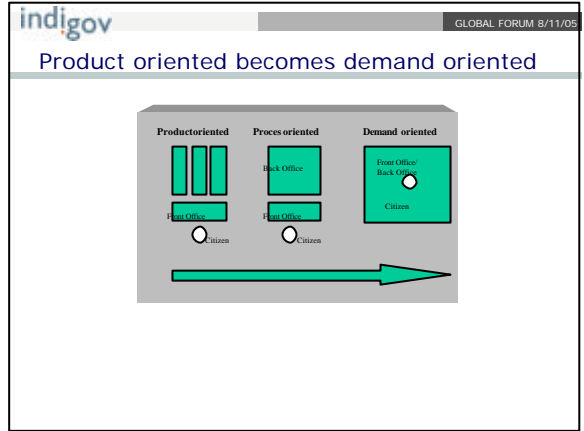 indigov
GLOBAL FORUM 8/11/05
Product oriented becomes demand oriented
Productoriented
Proces oriented
Demand oriented
Back Office
Front Office/
Back Office
Front Office
Front Office
Citizen
Citizen
Citizen